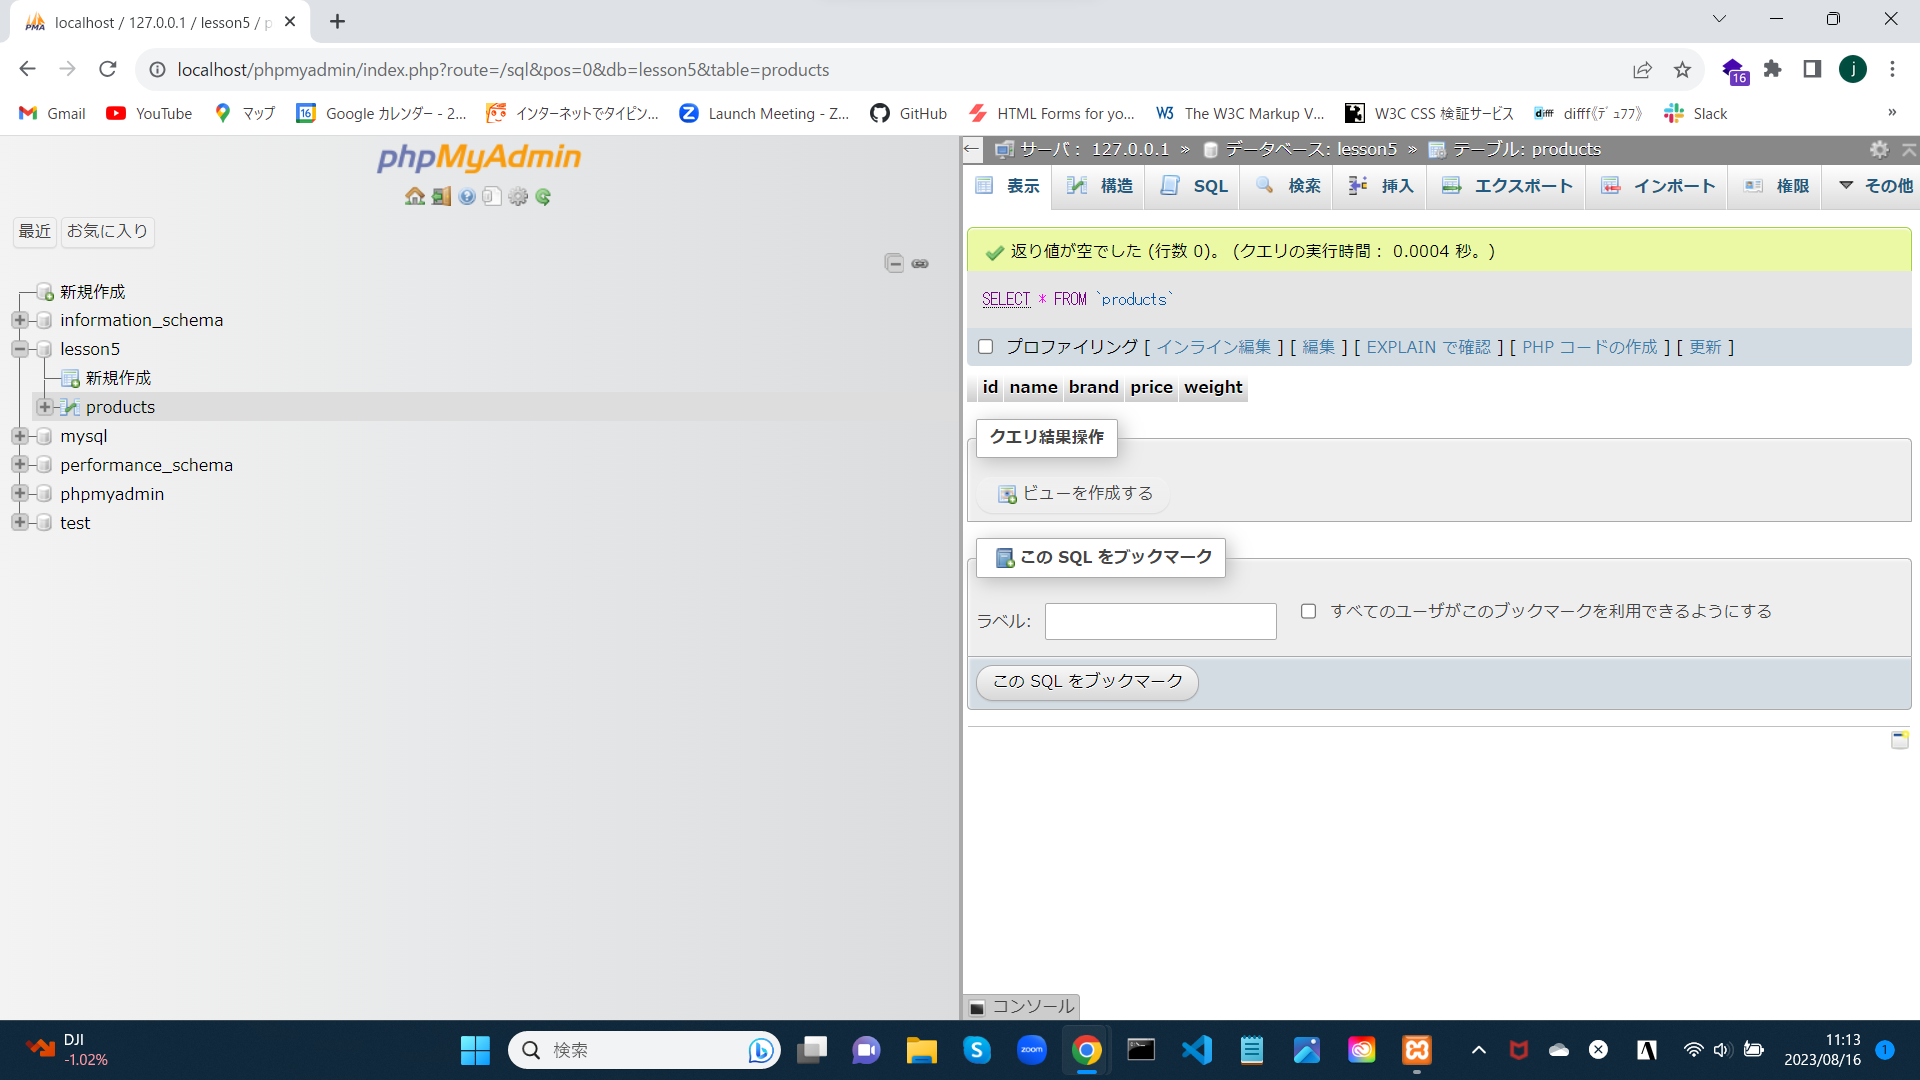 localhost / 127.0.0.1 / lesson5 / p
localhost/phpmyadmin/index.php?route=/sql&pos=0&db=lesson5&table=products
16
j
Gmail
YouTube
マップ
Google カレンダー - 2...
インターネットでタイピン...
Launch Meeting - Z...
GitHub
HTML Forms for yo...
The W3C Markup V...
W3C CSS 検証サービス
difff《ﾃﾞｭﾌﾌ》
Slack
»
phpMyAdmin
最近
お気に入り
新規作成
information_schema
lesson5
新規作成
products
mysql
performance_schema
phpmyadmin
test
サーバ： 127.0.0.1 » データベース: lesson5 » テーブル: products
表示
構造
SQL
検索
挿入
エクスポート
インポート
権限
その他
返り値が空でした (行数 0)。 (クエリの実行時間： 0.0004 秒。)
SELECT * FROM `products`
プロファイリング [ インライン編集 ] [ 編集 ] [ EXPLAIN で確認 ] [ PHP コードの作成 ] [ 更新 ]
id name brand price weight
クエリ結果操作
ビューを作成する
この SQL をブックマーク
ラベル:
すべてのユーザがこのブックマークを利用できるようにする
この SQL をブックマーク
コンソール
DJI
-1.02%
検索
zoom
A
11:13
2023/08/16
1